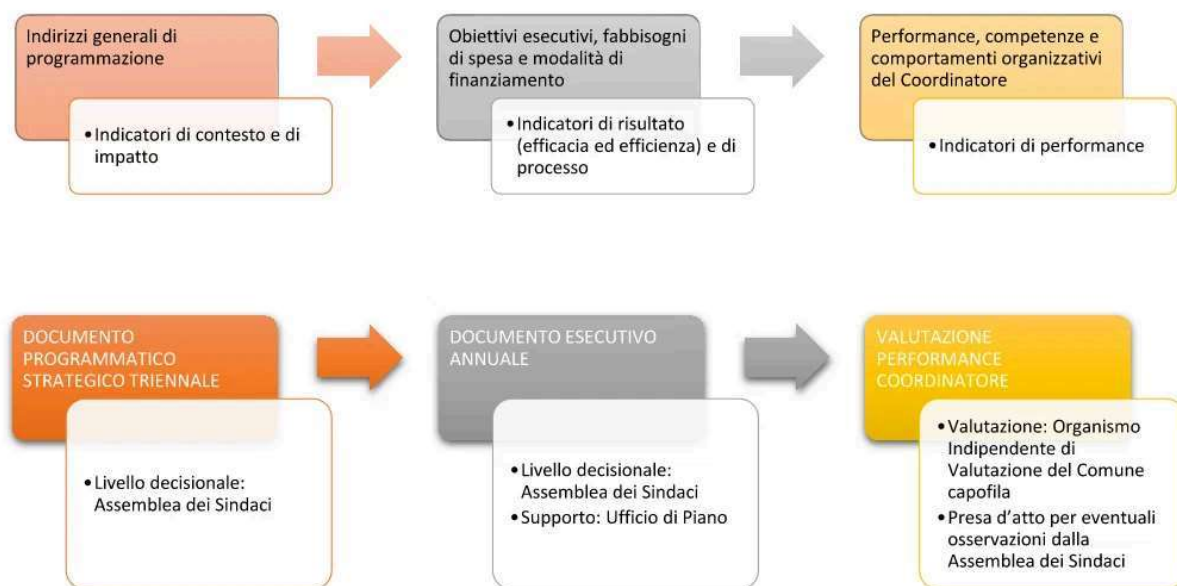 Indirizzi generali di
programmazione
•Indicatori di contesto e di
impatto
Obiettivi esecutivi, fabbisogni
di spesa e modalità di
finanziamento
•Indicatori di risultato
(efficacia ed efficienza) e di
processo
Performance, competenze e
comportamenti organizzativi
del Coordinatore
•Indicatori di performance
DOCUMENTO
PROGRAMMATICO
STRATEGICO TRIENNALE
•Livello decisionale:
Assemblea dei Sindaci
DOCUMENTO ESECUTIVO
ANNUALE
•Livello decisionale:
Assemblea dei Sindaci
•Supporto: Ufficio di Piano
VALUTAZIONE
PERFORMANCE
COORDINATORE
•Valutazione: Organismo
Indipendente di
Valutazione del Comune
capofila
•Presa d'atto per eventuali
osservazioni dalla
Assemblea dei Sindaci